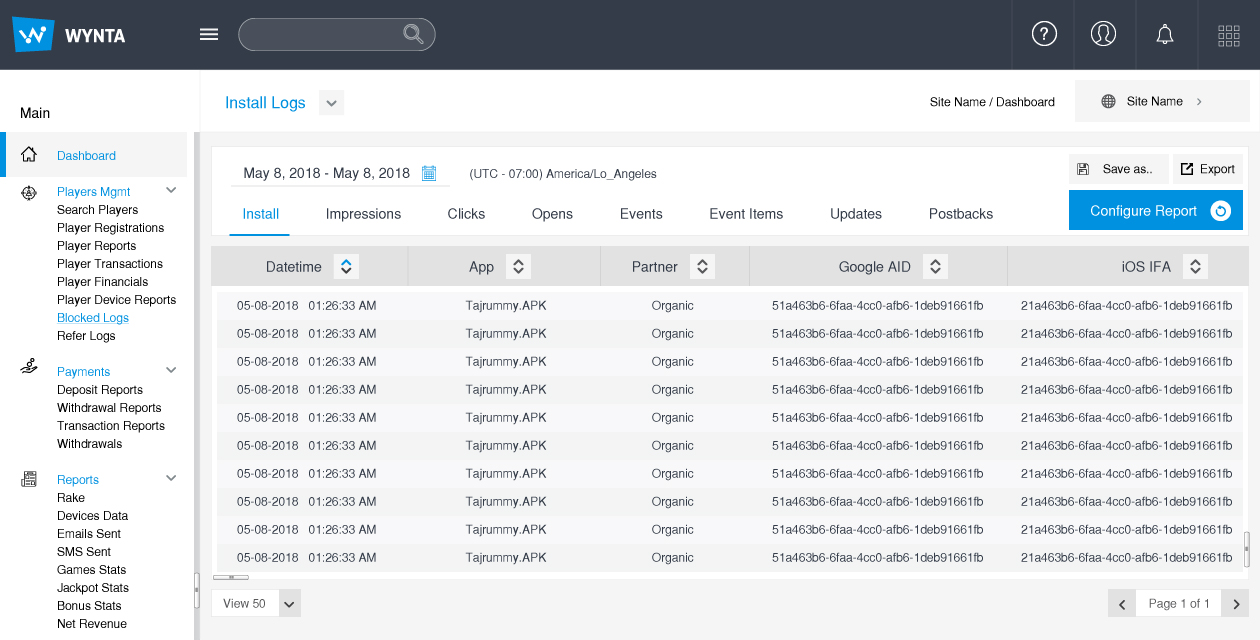 WYNTA
Main
Dashboard
Players Mgmt
Search Players
Player Registrations
Player Reports
Player Transactions
Player Financials
Player Device Reports
Blocked Logs
Refer Logs
Payments
Deposit Reports
Withdrawal Reports
Transaction Reports
Withdrawals
Reports
Rake
Devices Data
Emails Sent
SMS Sent
Games Stats
Jackpot Stats
Bonus Stats
Net Revenue
Install Logs
Site Name / Dashboard
Site Name
May 8, 2018 - May 8, 2018 (UTC - 07:00) America/Lo_Angeles
Save as.. Export
Install Impressions Clicks Opens Events Event Items Updates Postbacks
Configure Report
Datetime App Partner Google AID iOS IFA
05-08-2018 01:26:33 AM Tajrummy.APK Organic 51a463b6-6faa-4cc0-afb6-1deb91661fb 21a463b6-6faa-4cc0-afb6-1deb91661fb
05-08-2018 01:26:33 AM Tajrummy.APK Organic 51a463b6-6faa-4cc0-afb6-1deb91661fb 21a463b6-6faa-4cc0-afb6-1deb91661fb
05-08-2018 01:26:33 AM Tajrummy.APK Organic 51a463b6-6faa-4cc0-afb6-1deb91661fb 21a463b6-6faa-4cc0-afb6-1deb91661fb
05-08-2018 01:26:33 AM Tajrummy.APK Organic 51a463b6-6faa-4cc0-afb6-1deb91661fb 21a463b6-6faa-4cc0-afb6-1deb91661fb
05-08-2018 01:26:33 AM Tajrummy.APK Organic 51a463b6-6faa-4cc0-afb6-1deb91661fb 21a463b6-6faa-4cc0-afb6-1deb91661fb
05-08-2018 01:26:33 AM Tajrummy.APK Organic 51a463b6-6faa-4cc0-afb6-1deb91661fb 21a463b6-6faa-4cc0-afb6-1deb91661fb
05-08-2018 01:26:33 AM Tajrummy.APK Organic 51a463b6-6faa-4cc0-afb6-1deb91661fb 21a463b6-6faa-4cc0-afb6-1deb91661fb
05-08-2018 01:26:33 AM Tajrummy.APK Organic 51a463b6-6faa-4cc0-afb6-1deb91661fb 21a463b6-6faa-4cc0-afb6-1deb91661fb
05-08-2018 01:26:33 AM Tajrummy.APK Organic 51a463b6-6faa-4cc0-afb6-1deb91661fb 21a463b6-6faa-4cc0-afb6-1deb91661fb
05-08-2018 01:26:33 AM Tajrummy.APK Organic 51a463b6-6faa-4cc0-afb6-1deb91661fb 21a463b6-6faa-4cc0-afb6-1deb91661fb
View 50
Page 1 of 1